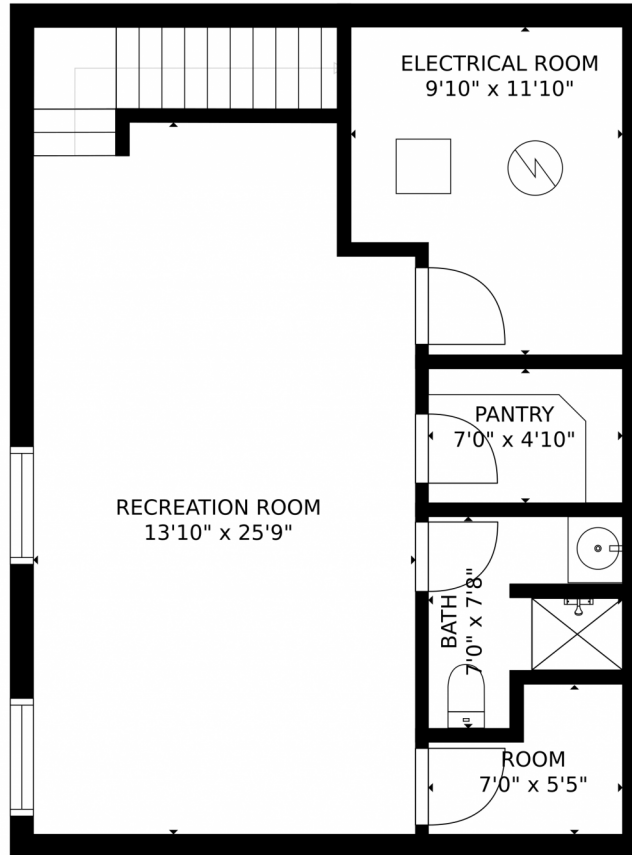 ELECTRICAL ROOM
9'10" x 11'10"
PANTRY
7'0" x 4'10"
RECREATION ROOM
13'10" x 25'9"
BATH
7'0" x 7'8"
ROOM
7'0" x 5'5"